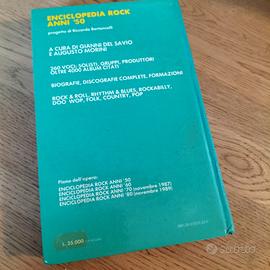 ENCICLOPEDIA ROCK
ANNI '50
progetto di Riccardo Bertoncelli
A CURA DI GIANNI DEL SAVIO
E AUGUSTO MORINI
360 VOCI: SOLISTI, GRUPPI, PRODUTTORI
OLTRE 4000 ALBUM CITATI
BIOGRAFIE, DISCOGRAFIE COMPLETE, FORMAZIONI
ROCK & ROLL, RHYTHM & BLUES, ROCKABILLY,
DOO WOP, FOLK, COUNTRY, POP
Piano dell'opera:
ENCICLOPEDIA ROCK ANNI '50
ENCICLOPEDIA ROCK ANNI '60
ENCICLOPEDIA ROCK ANNI '70 (novembre 1987)
ENCICLOPEDIA ROCK ANNI '80 (novembre 1989)
L. 35.000
subito